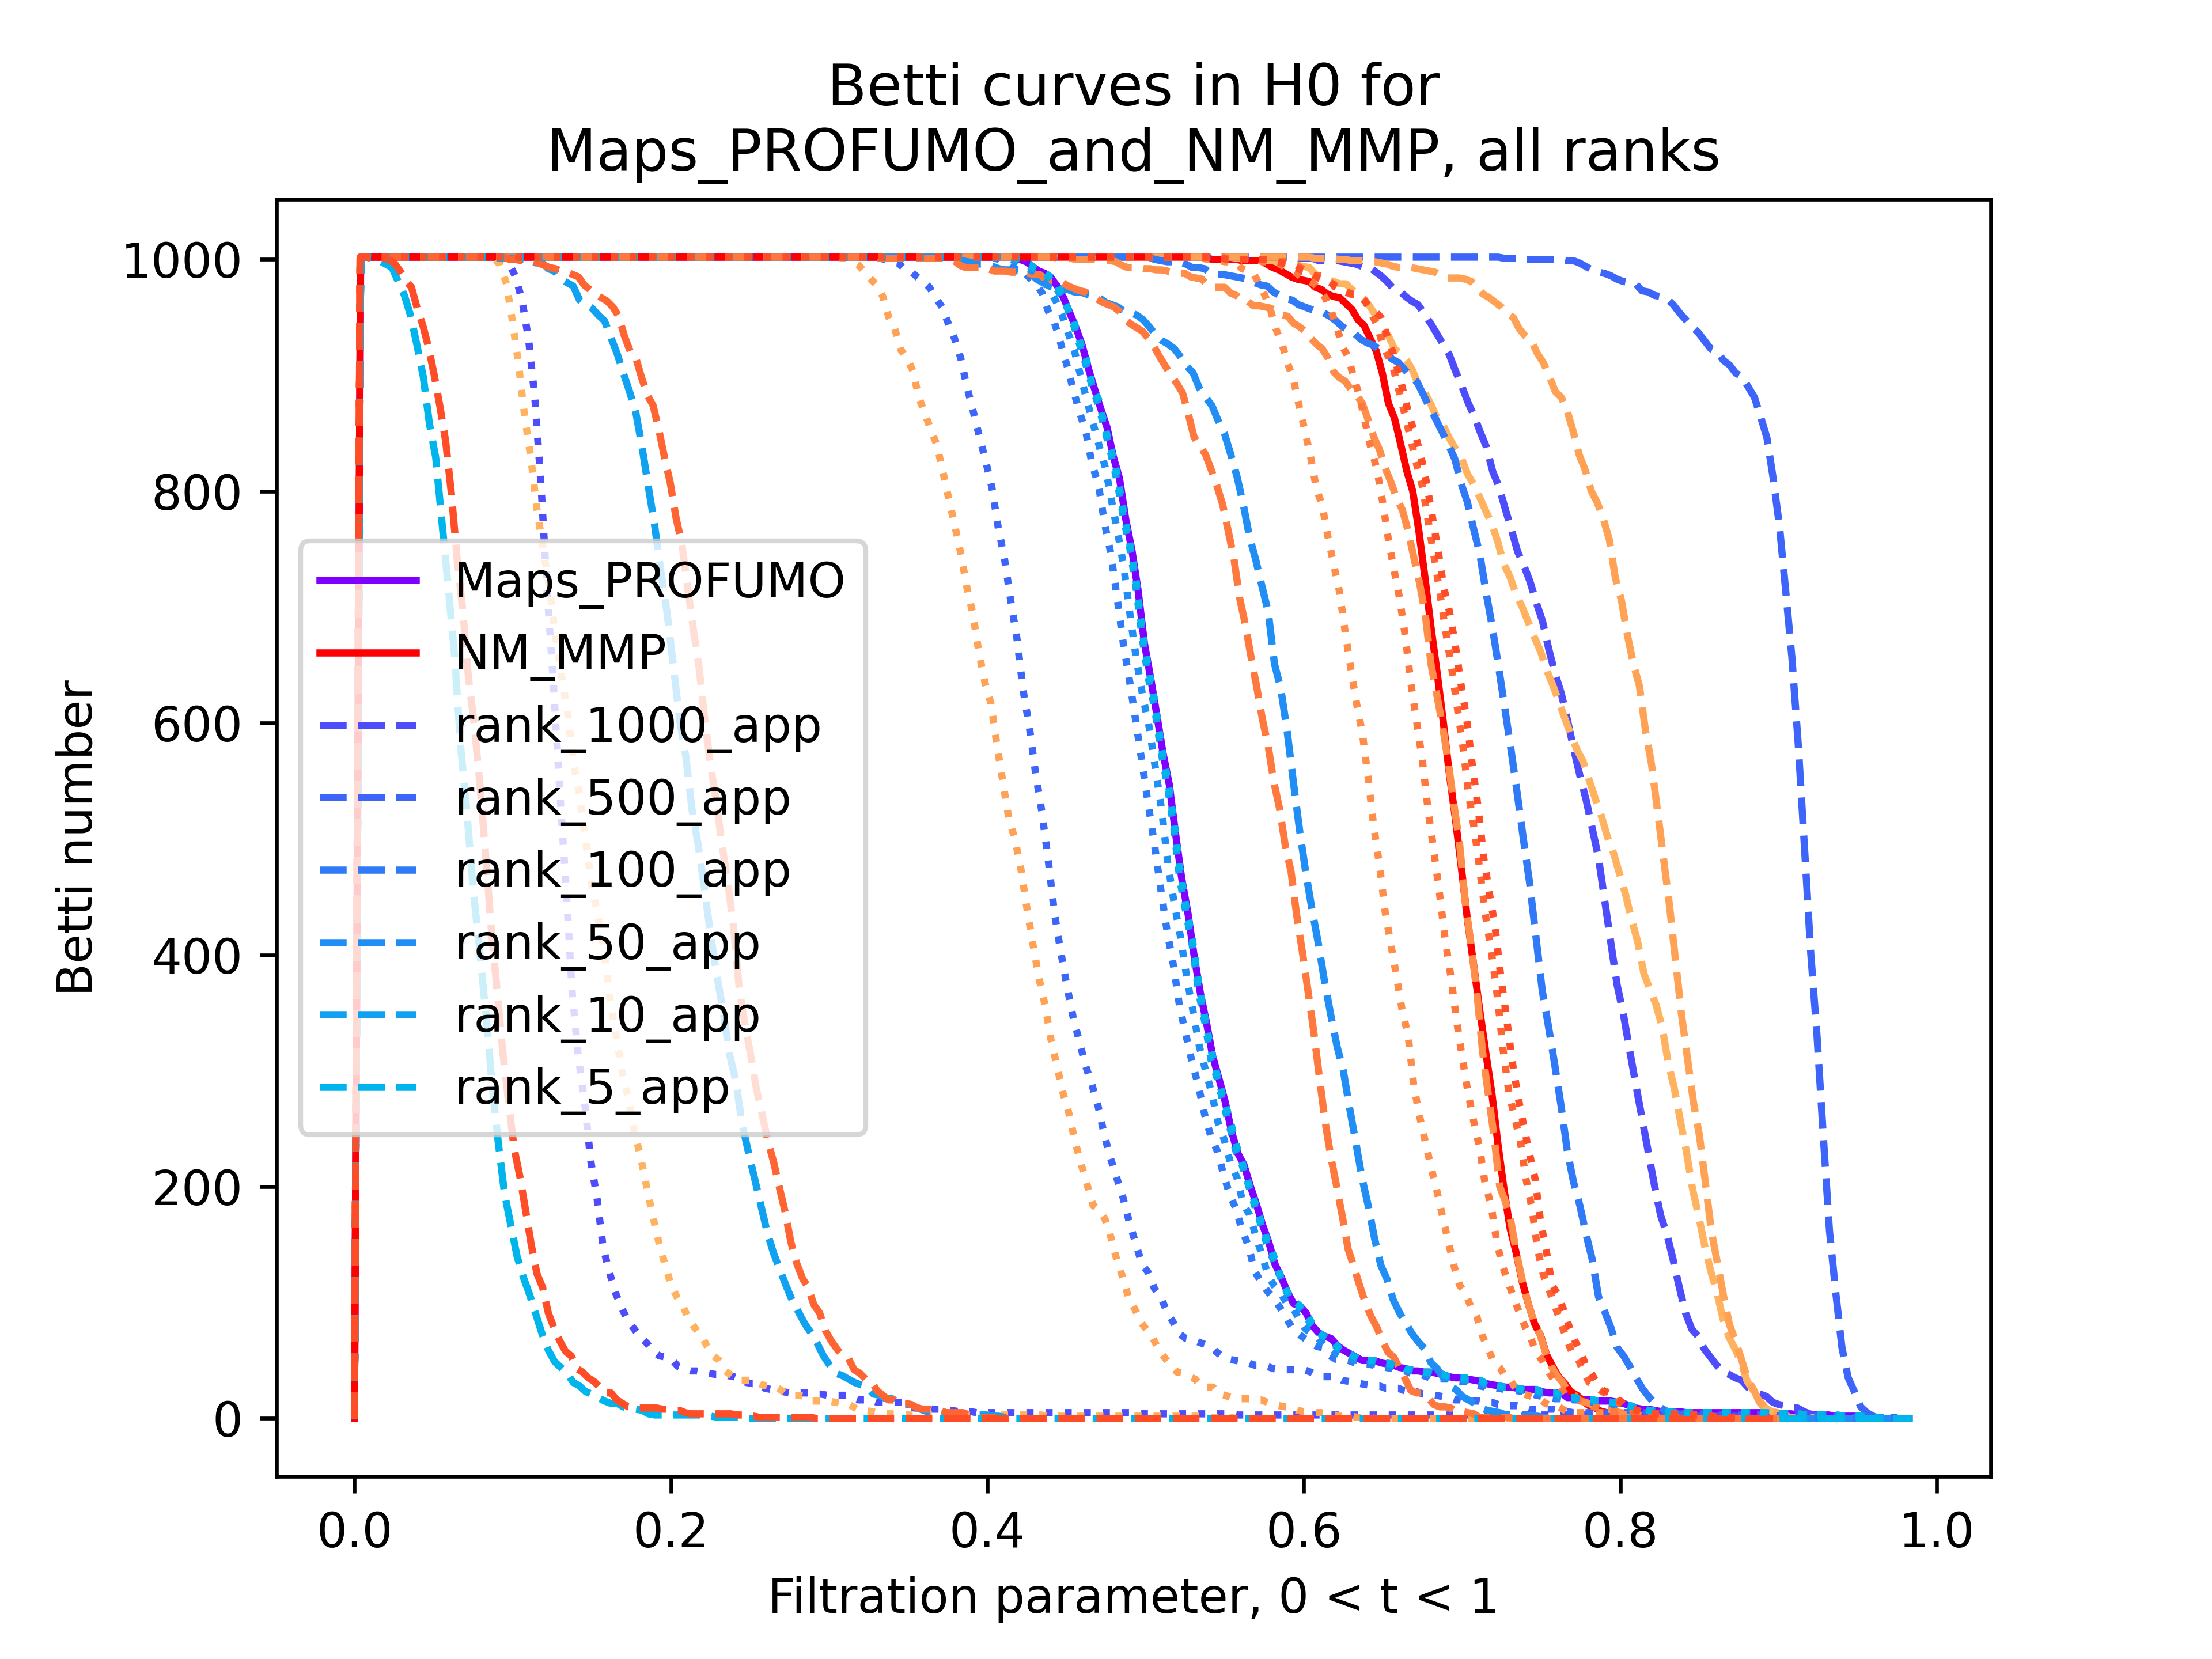 Betti curves in H0 for
Maps_PROFUMO_and_NM_MMP, all ranks
Betti number
1000
800
600
400
200
0
Maps_PROFUMO
NM_MMP
rank_1000_app
rank_500_app
rank_100_app
rank_50_app
rank_10_app
rank_5_app
0.0 0.2 0.4 0.6 0.8 1.0
Filtration parameter, 0 < t < 1